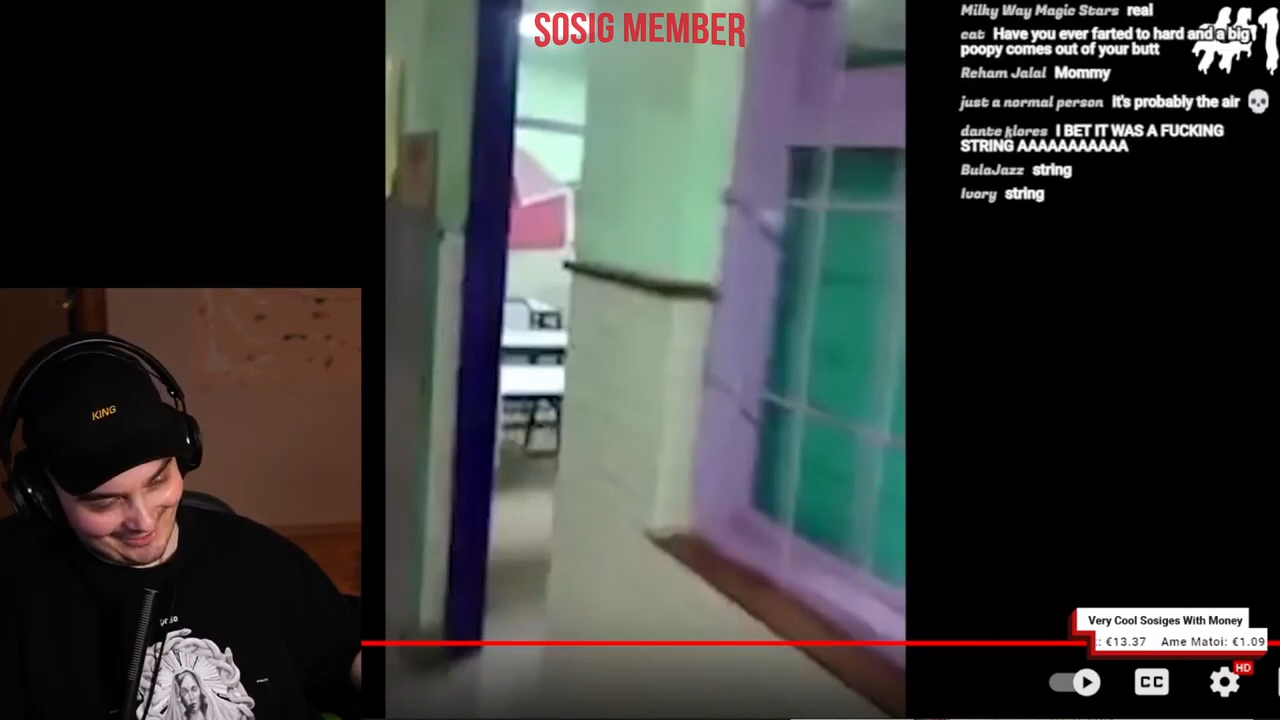 SOSIG MEMBER
Milky Way Magic Stars real
cat Have you ever farted to hard and a big
poopy comes out of your butt
Reham Jalal Mommy
just a normal person it's probably the air
dante klores I BET IT WAS A FUCKING
STRING AAAAAAAAAAA
BulaJazz string
Ivory string
#1
KING
Very Cool Sosiges With Money
: €13.37 Ame Matoi: €1.09
CC
HD